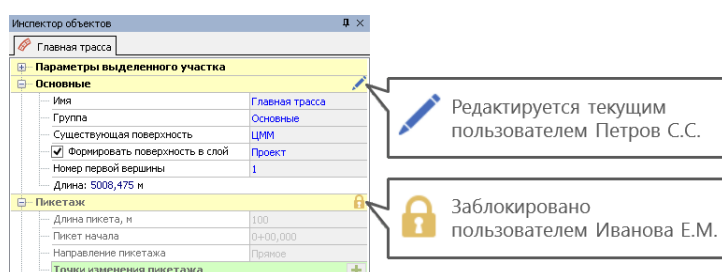 Инспектор объектов
Главная трасса
Параметры выделенного участка
Основные
Имя Главная трасса
Группа Основные
Существующая поверхность ЦММ
Формировать поверхность в слой Проект
Номер первой вершины 1
Длина: 5008,475 м
Пикетаж
Длина пикета, м 100
Пикет начала 0+00,000
Направление пикетажа Прямое
Точки изменения пикетажа
Редактируется текущим
пользователем Петров С.С.
Заблокировано
пользователем Иванова Е.М.